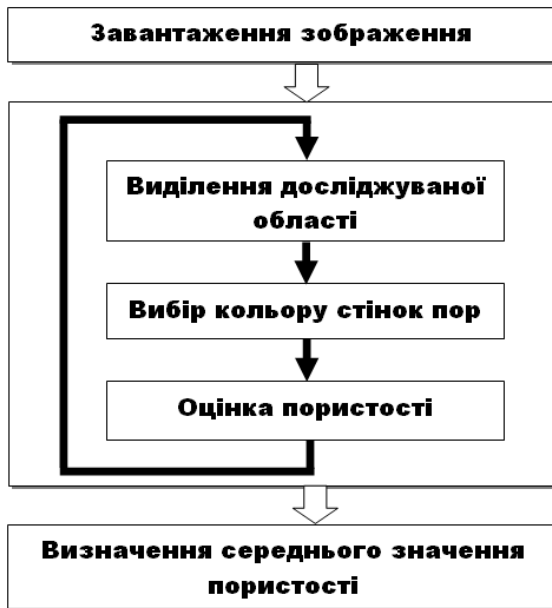 Завантаження зображення
Виділення досліджуваної
області
Вибір кольору стінок пор
Оцінка пористості
Визначення середнього значення
пористості